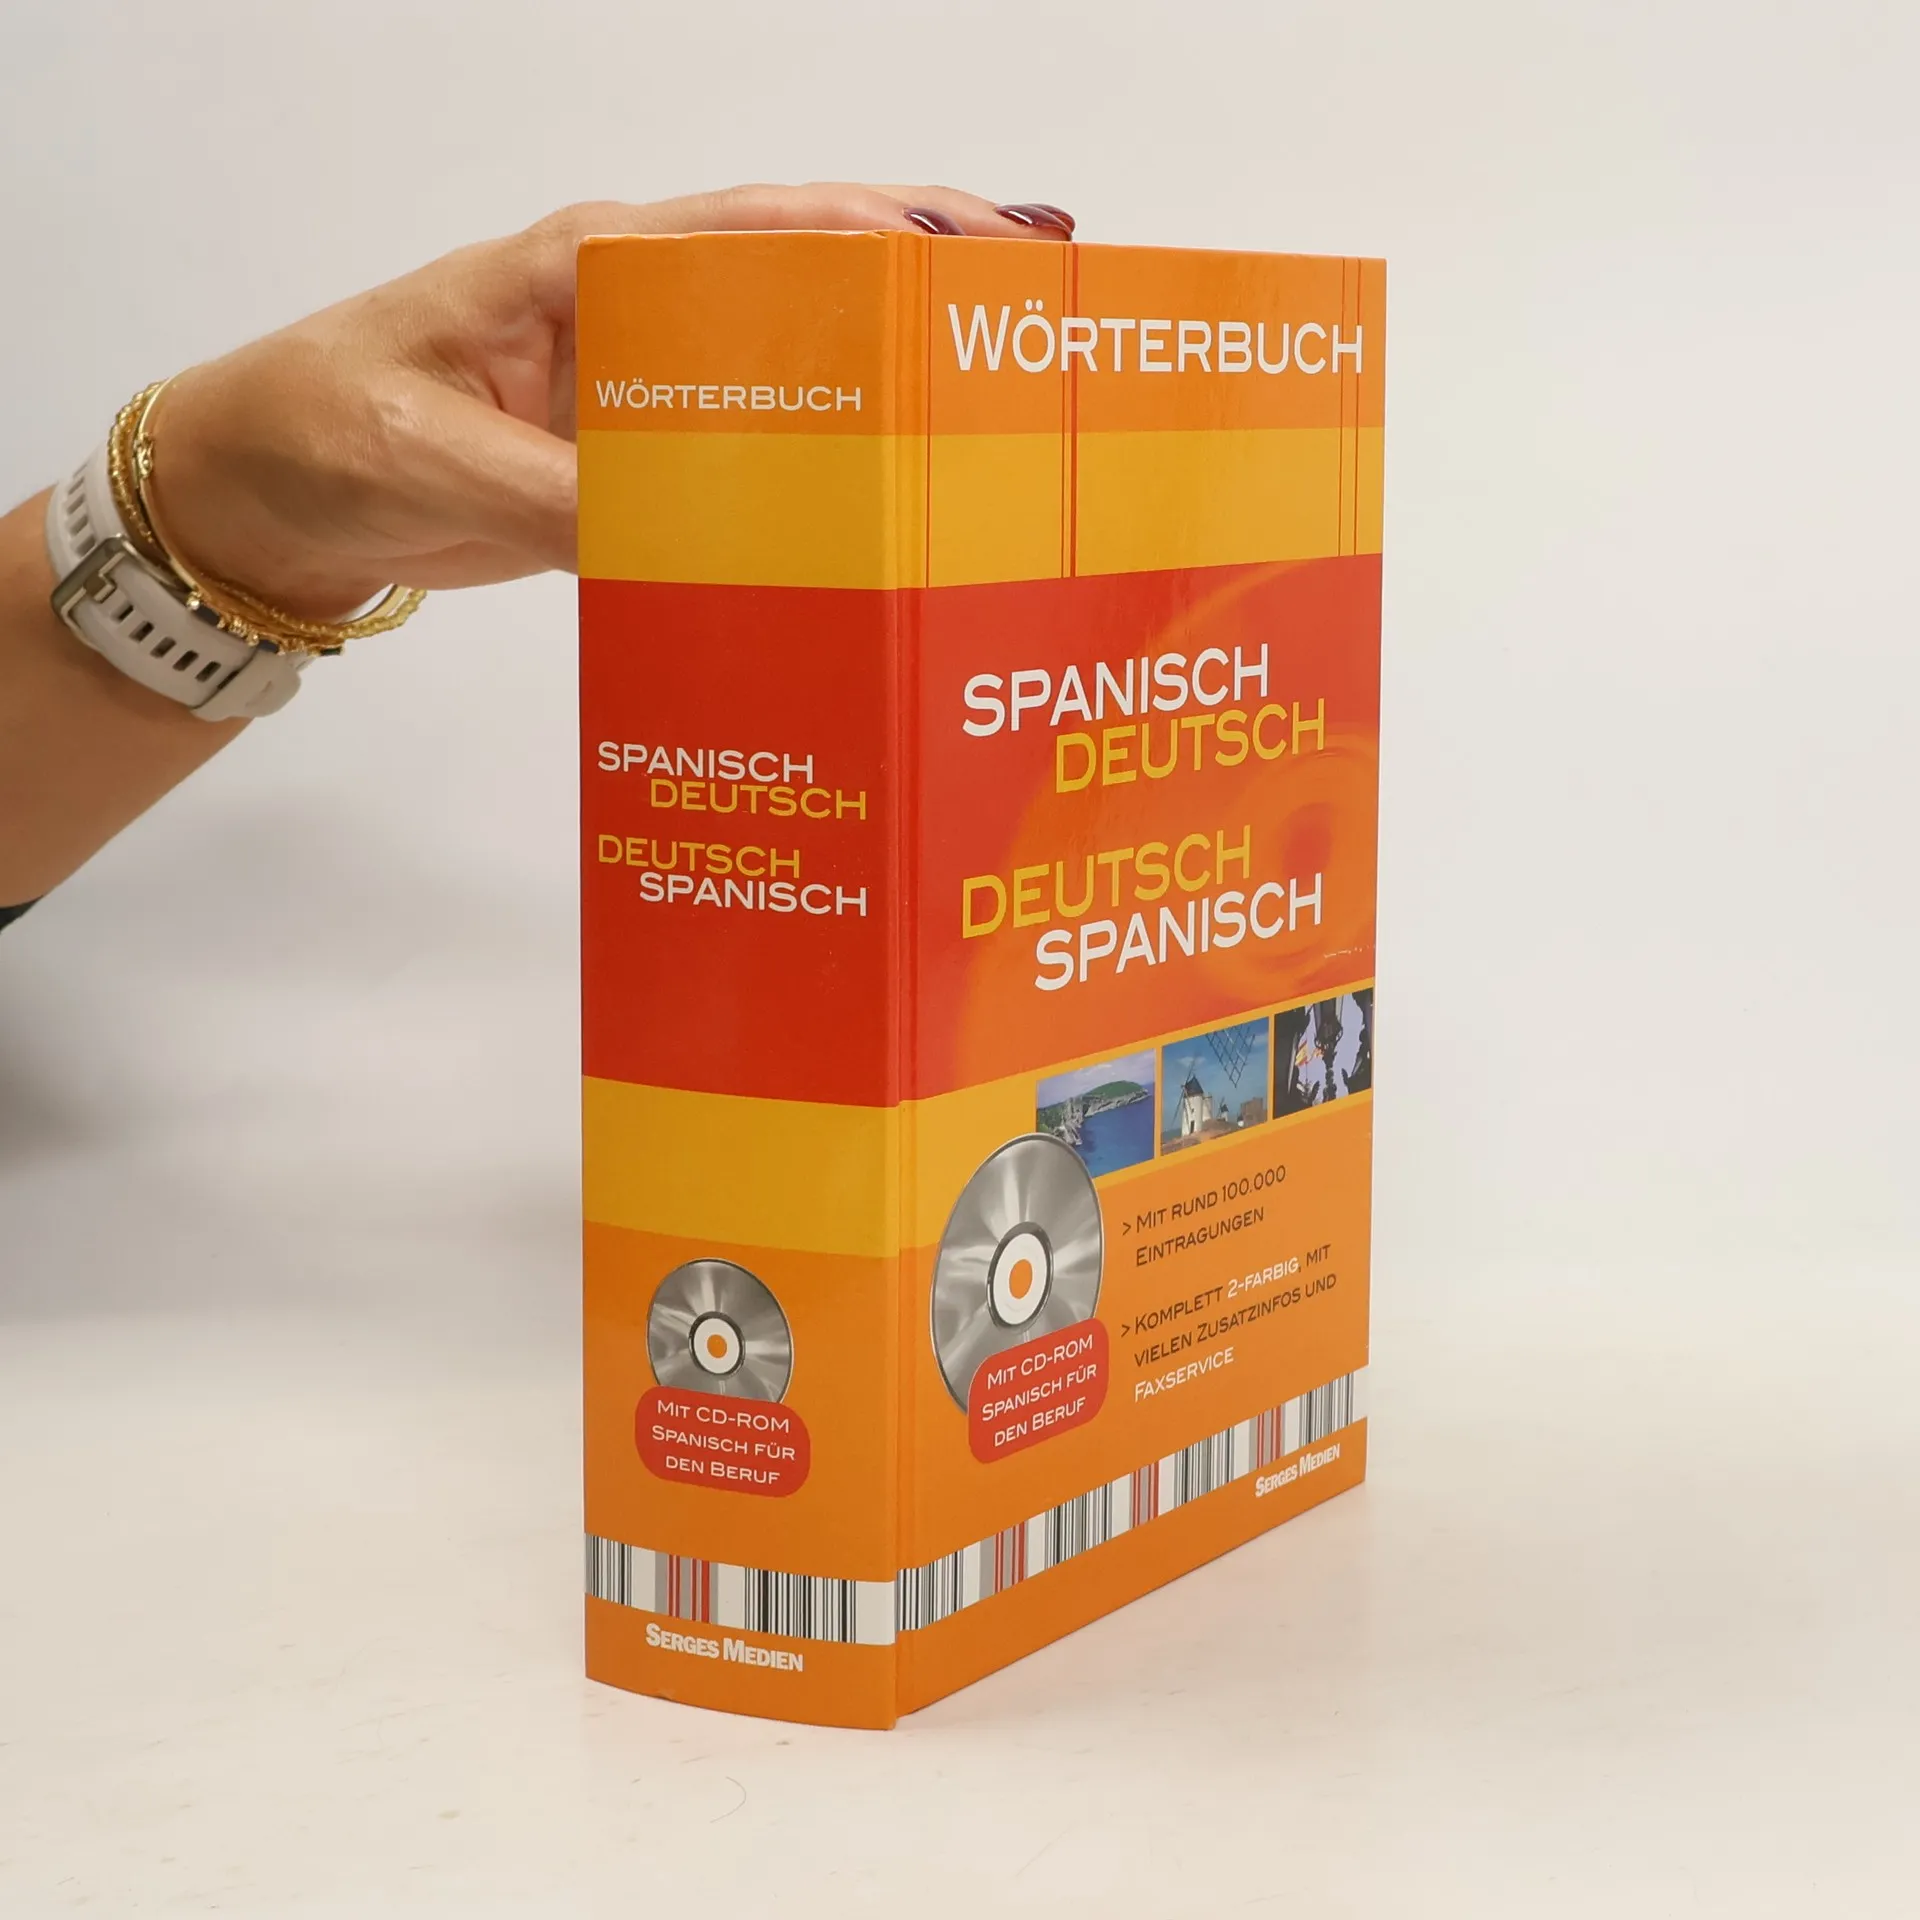 WÖRTERBUCH
SPANISCH
DEUTSCH
DEUTSCH
SPANISCH
MIT CD-ROM
SPANISCH FÜR
DEN BERUF
SERGES MEDIEN
WÖRTERBUCH
SPANISCH
DEUTSCH
DEUTSCH
SPANISCH
> MIT RUND 100.000
EINTRAGUNGEN
> KOMPLETT 2-FARBIG, MIT
VIELEN ZUSATZINFOS UND
FAXSERVICE
MIT CD-ROM
SPANISCH FÜR
DEN BERUF
SERGES MEDIEN